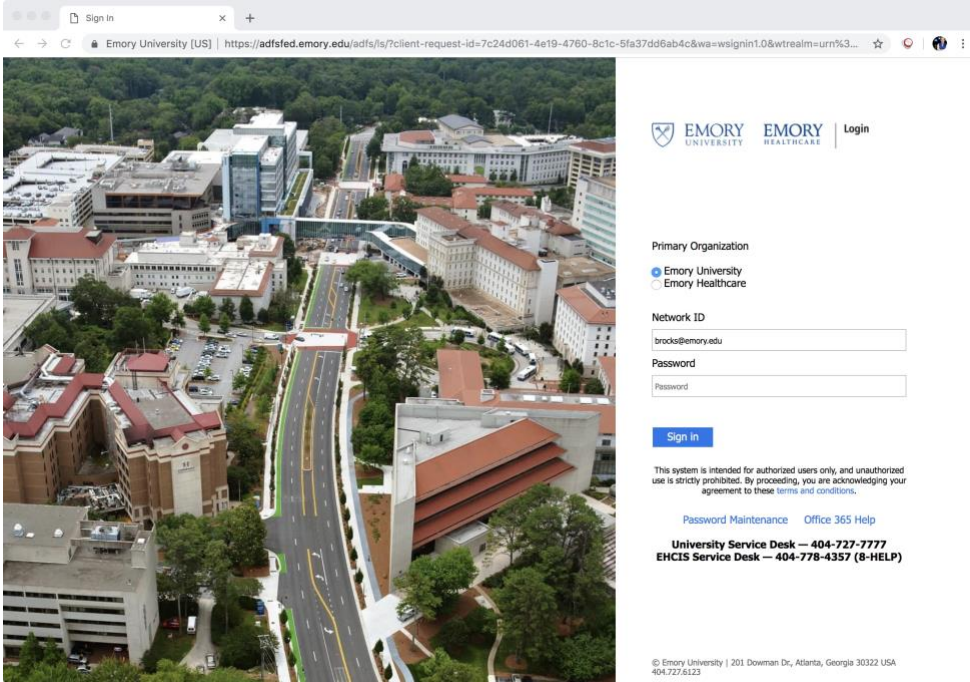 Sign In
Emory University [US] | https://adfsfed.emory.edu/adfs/ls/?client-request-id=7c24d061-4e19-4760-8c1c-5fa37dd6ab4c&wa=wsignin1.0&wtrealm=urn%3...
EMORY UNIVERSITY EMORY HEALTHCARE Login
Primary Organization
Emory University
Emory Healthcare
Network ID
brocks@emory.edu
Password
Password
Sign in
This system is intended for authorized users only, and unauthorized
use is strictly prohibited. By proceeding, you are acknowledging your
agreement to these terms and conditions.
Password Maintenance Office 365 Help
University Service Desk — 404-727-7777
EHCIS Service Desk — 404-778-4357 (8-HELP)
© Emory University | 201 Dowman Dr., Atlanta, Georgia 30322 USA
404.727.6123